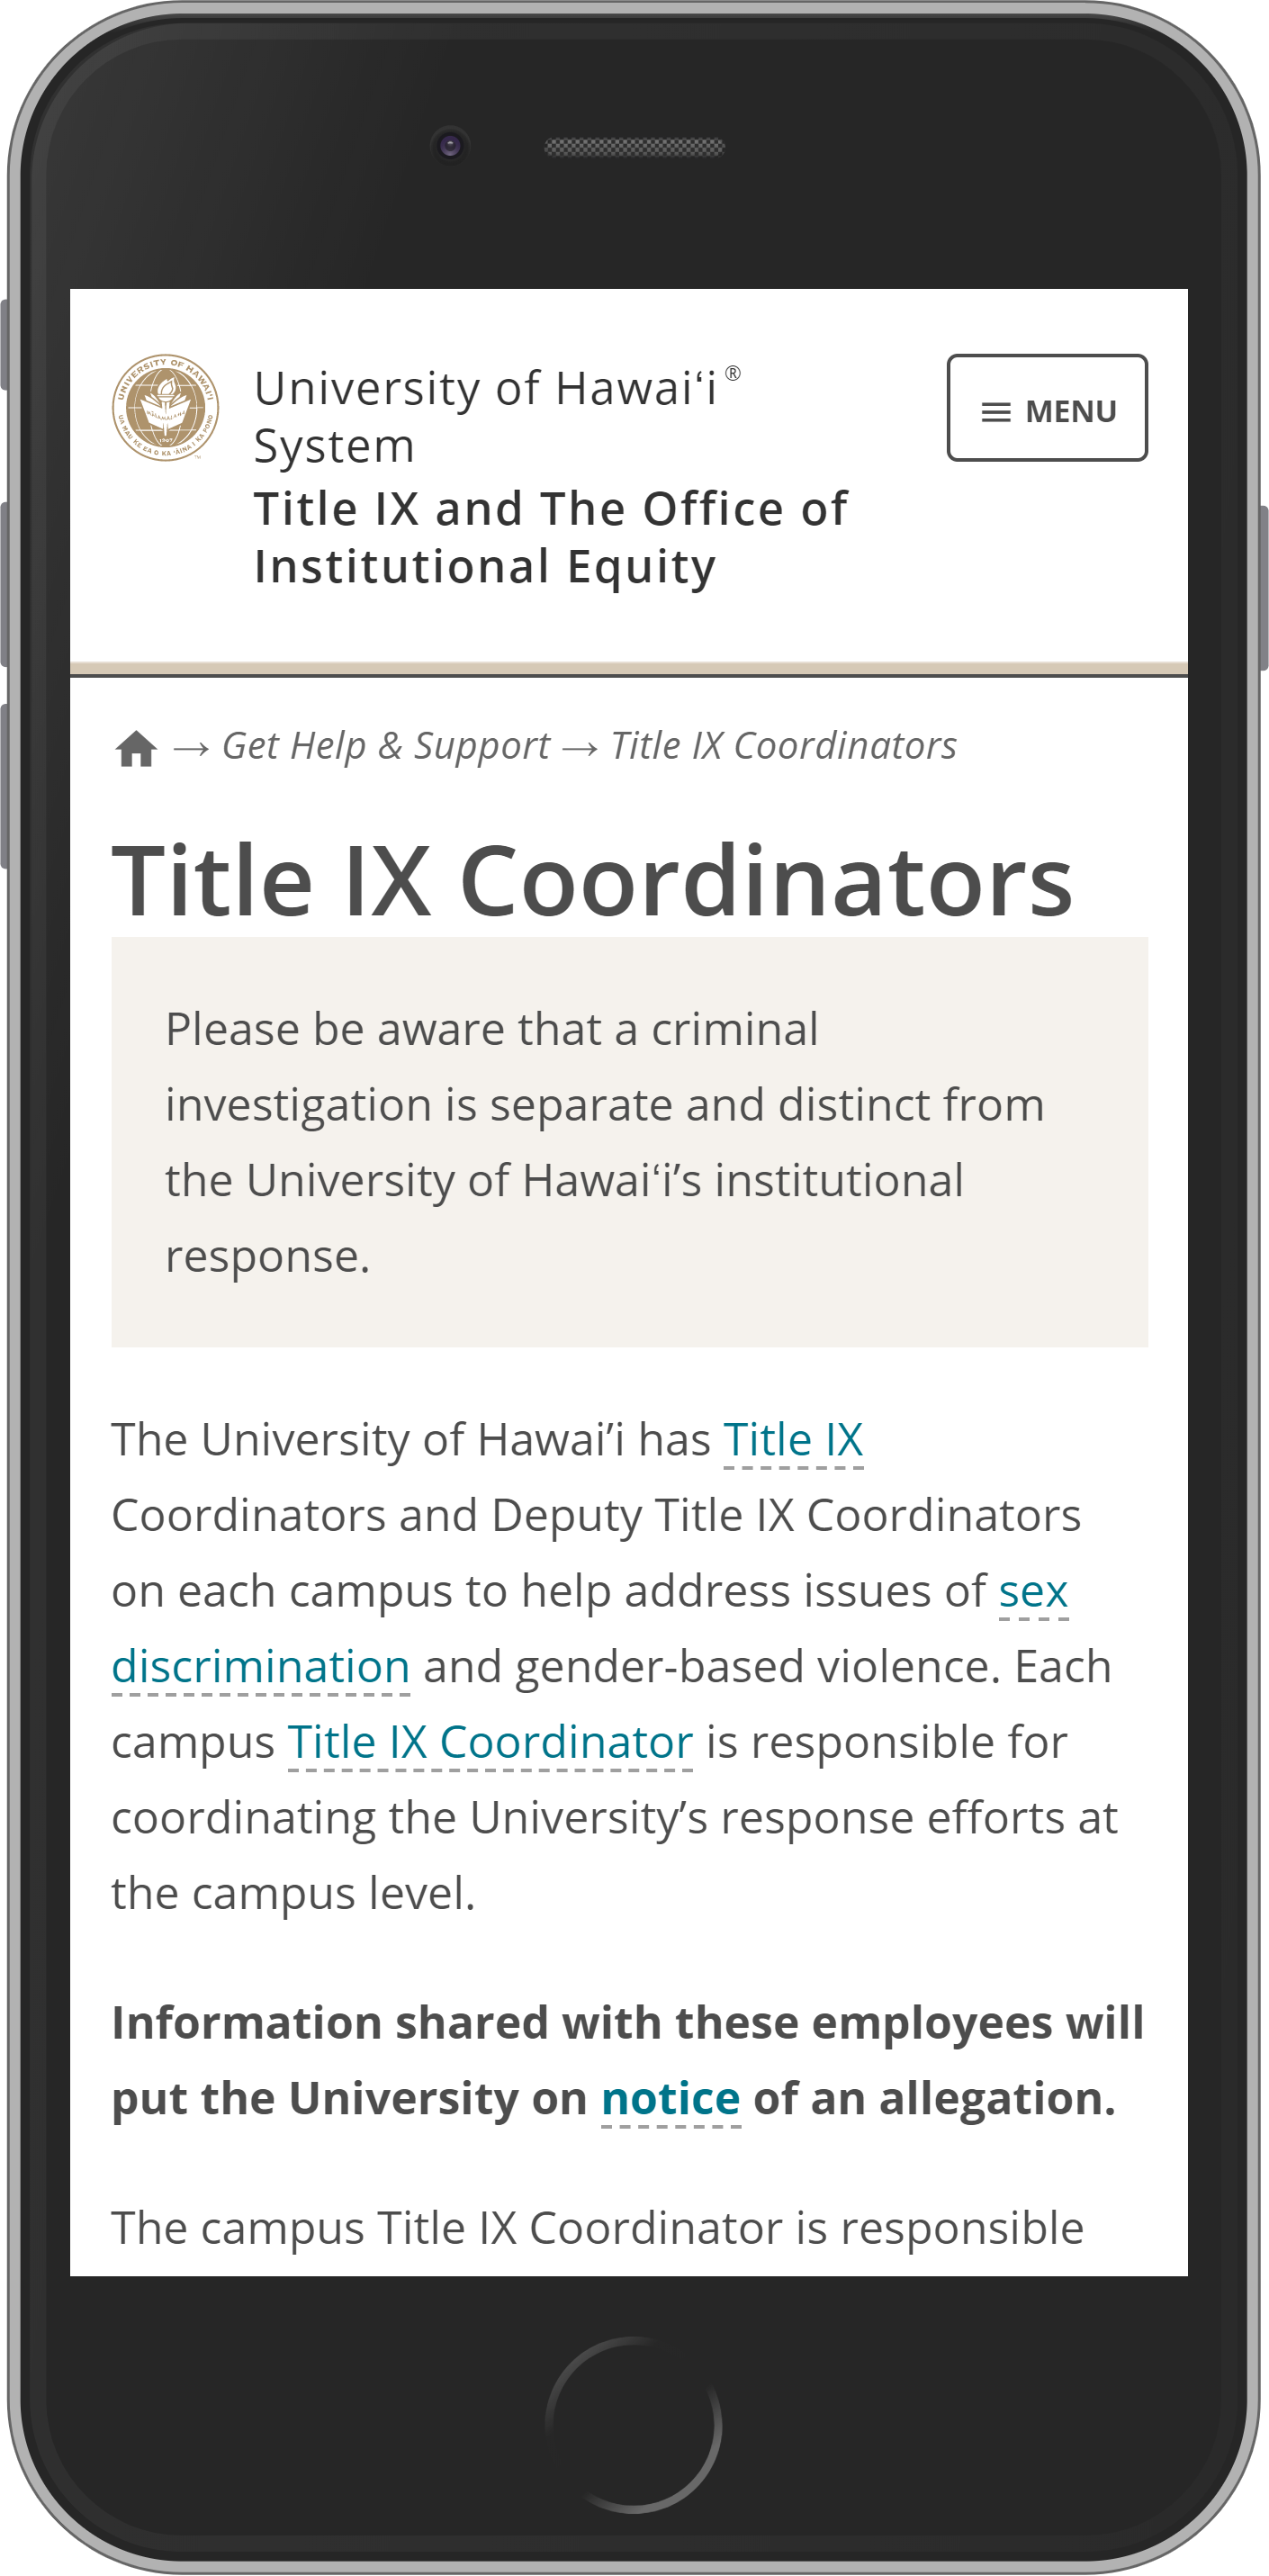 UNIVERSITY OF HAWAIʻI
UA MAU KE EA O KA ʻĀINA I KA PONO
1907
TM
University of Hawaiʻi®
System
Title IX and The Office of
Institutional Equity
MENU
→ Get Help & Support → Title IX Coordinators
Title IX Coordinators
Please be aware that a criminal
investigation is separate and distinct from
the University of Hawaiʻi’s institutional
response.
The University of Hawai’i has Title IX
Coordinators and Deputy Title IX Coordinators
on each campus to help address issues of sex
discrimination and gender-based violence. Each
campus Title IX Coordinator is responsible for
coordinating the University’s response efforts at
the campus level.
Information shared with these employees will
put the University on notice of an allegation.
The campus Title IX Coordinator is responsible